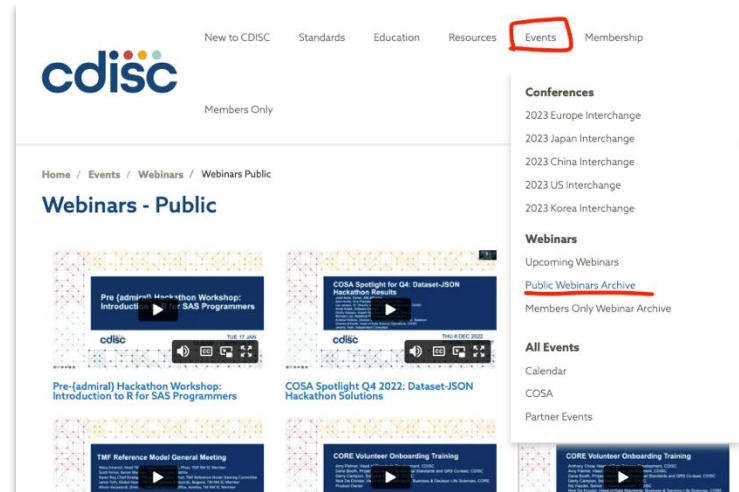 New to CDISC Standards Education Resources Events Membership
cdisc
Members Only
Conferences
2023 Europe Interchange
2023 Japan Interchange
2023 China Interchange
2023 US Interchange
2023 Korea Interchange
Webinars
Upcoming Webinars
Public Webinars Archive
Members Only Webinar Archive
All Events
Calendar
COSA
Partner Events
Home / Events / Webinars / Webinars Public
Webinars - Public
Pre {admiral} Hackathon Workshop:
Introduction to R for SAS Programmers
cdisc
TUE 17 JAN
Pre-{admiral} Hackathon Workshop:
Introduction to R for SAS Programmers
COSA Spotlight for Q4: Dataset-JSON
Hackathon Results
cdisc
THU 8 DEC 2022
COSA Spotlight Q4 2022: Dataset-JSON
Hackathon Solutions
TMF Reference Model General Meeting
CORE Volunteer Onboarding Training
CORE Volunteer Onboarding Training